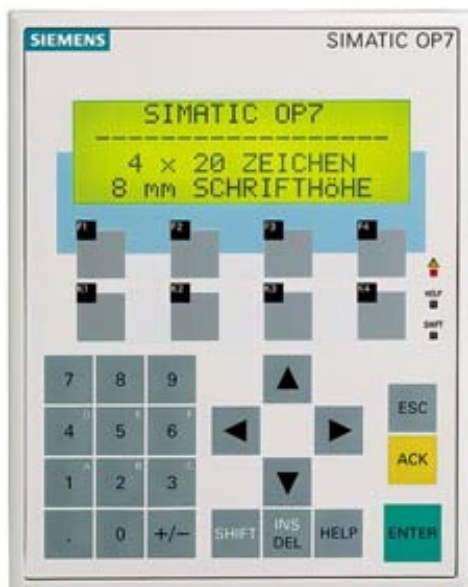 SIEMENS
SIMATIC OP7
SIMATIC OP7
--------------------
4 x 20 ZEICHEN
8 mm SCHRIFTHöHE
F1 F2 F3 F4
K1 K2 K3 K4
HELP
SHIFT
7 8 9
D E F
4 5 6
ESC
A B C
1 2 3
ACK
. 0 +/-
SHIFT
INS
DEL
HELP
ENTER